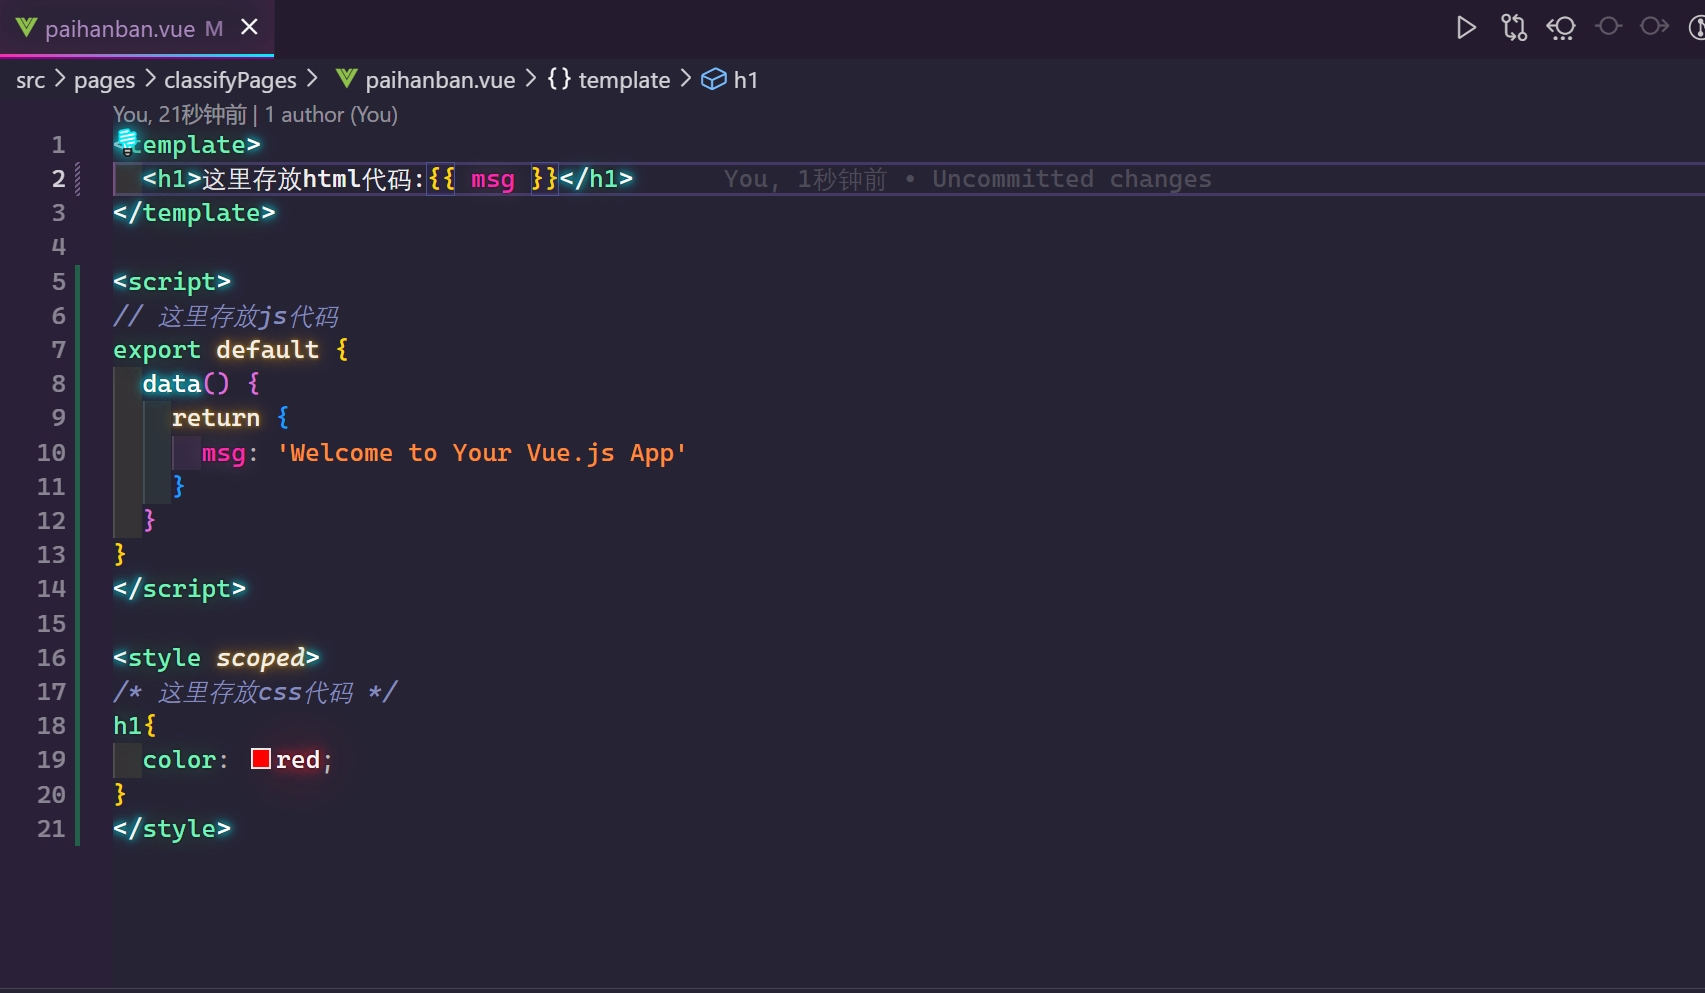 paihanban.vue M
src > pages > classifyPages > paihanban.vue > {} template > h1
You, 21秒钟前 | 1 author (You)
1 <template>
2 <h1>这里存放html代码:{{ msg }}</h1> You, 1秒钟前 • Uncommitted changes
3 </template>
4
5 <script>
6 // 这里存放js代码
7 export default {
8 data() {
9 return {
10 msg: 'Welcome to Your Vue.js App'
11 }
12 }
13 }
14 </script>
15
16 <style scoped>
17 /* 这里存放css代码 */
18 h1{
19 color: red;
20 }
21 </style>